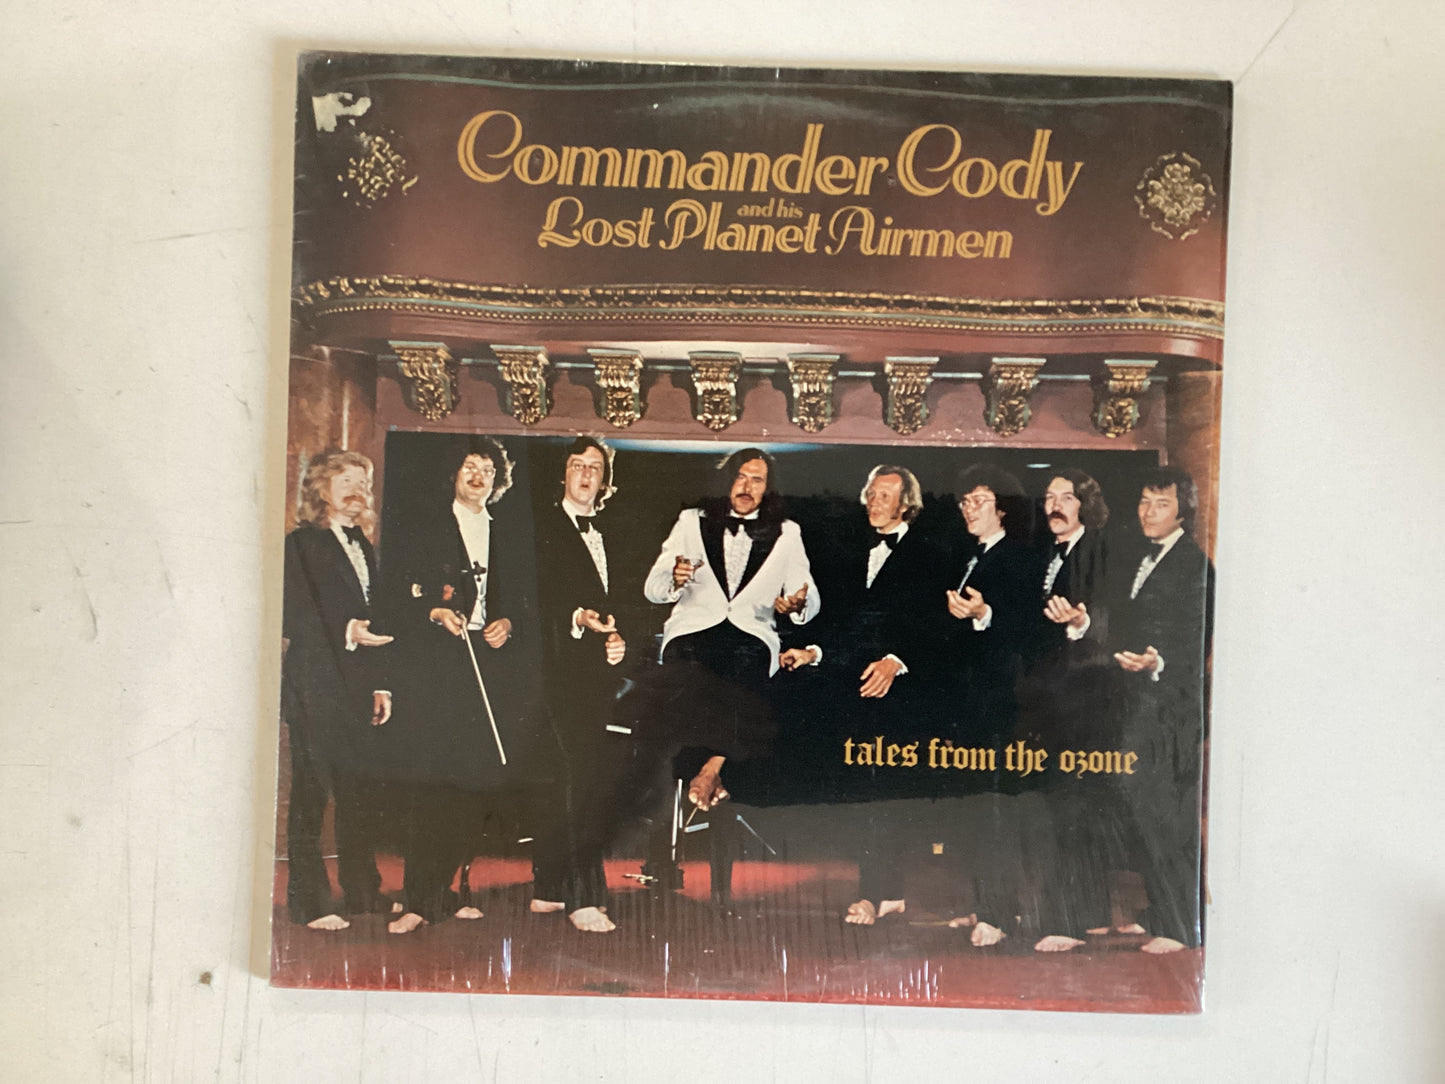 Commander Cody
and his
Lost Planet Airmen
tales from the ozone